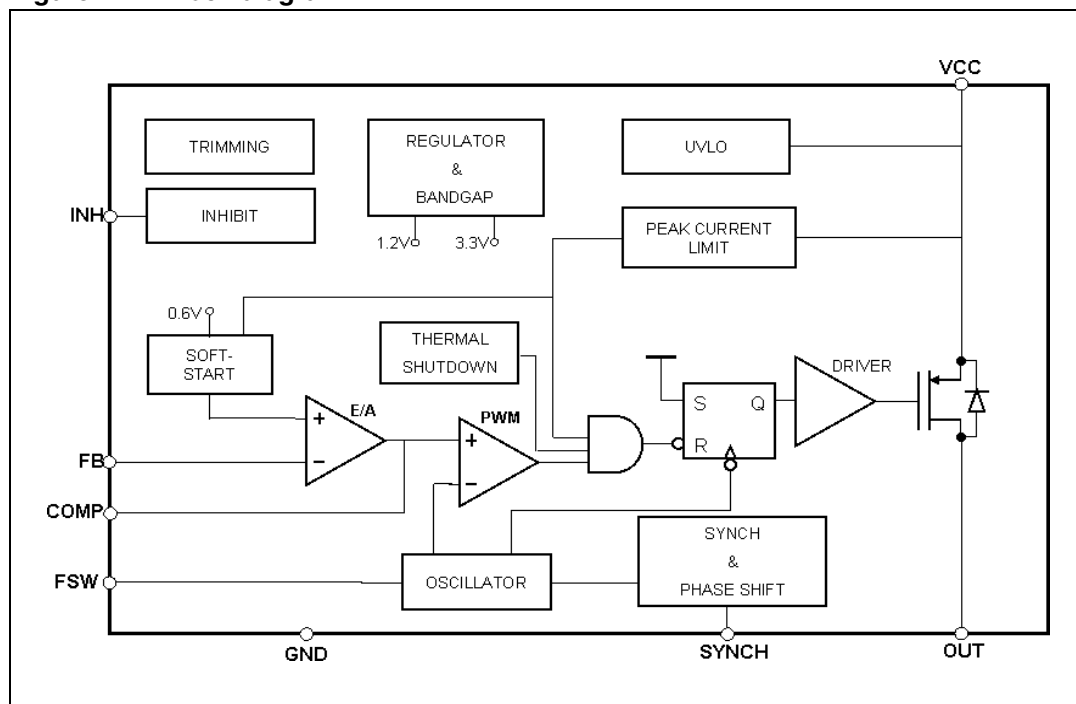 VCC
TRIMMING
REGULATOR
&
BANDGAP
UVLO
INH
INHIBIT
1.2V
3.3V
PEAK CURRENT
LIMIT
0.6V
SOFT-
START
THERMAL
SHUTDOWN
DRIVER
S
Q
R
E/A
+
−
PWM
+
−
FB
COMP
FSW
OSCILLATOR
SYNCH
&
PHASE SHIFT
GND
SYNCH
OUT